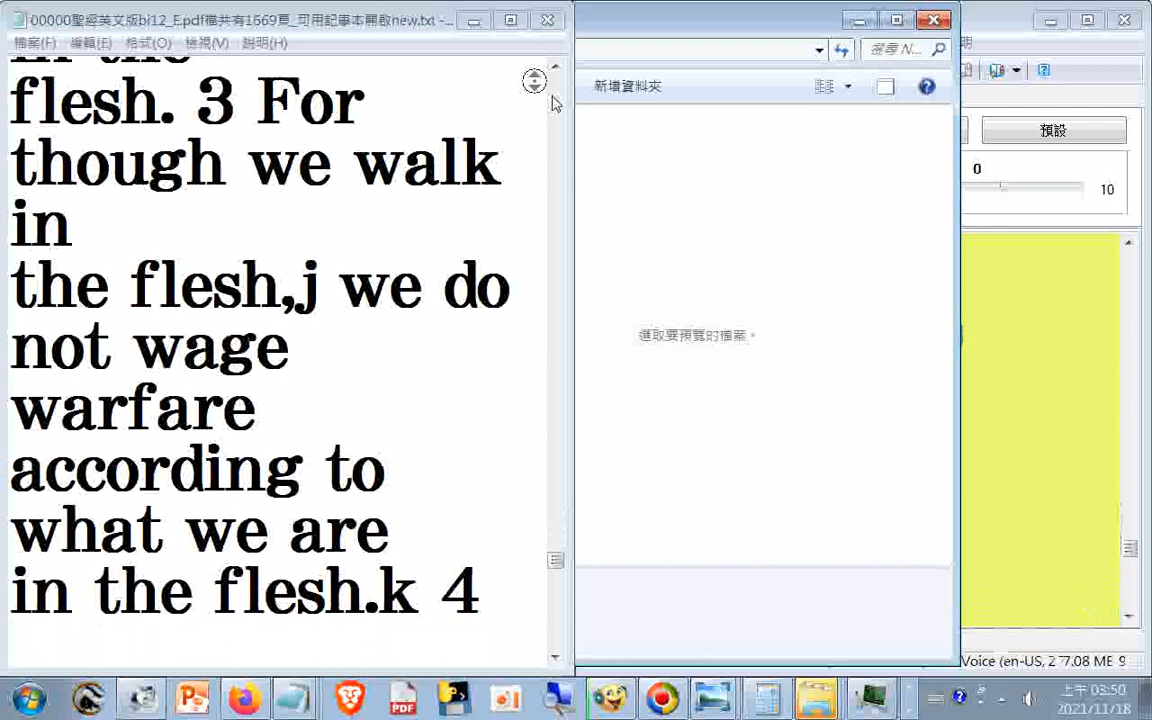 00000聖經英文版bi12_E.pdf檔共有1669頁_可用記事本開啟new.txt -...
檔案(F) 編輯(E) 格式(O) 檢視(V) 說明(H)
in the
flesh. 3 For
though we walk
in
the flesh,j we do
not wage
warfare
according to
what we are
in the flesh.k 4
搜尋 N...
新增資料夾
選取要預覽的檔案。
明
預設
0
10
Voice (en-US,
上午 03:50
2021/11/18